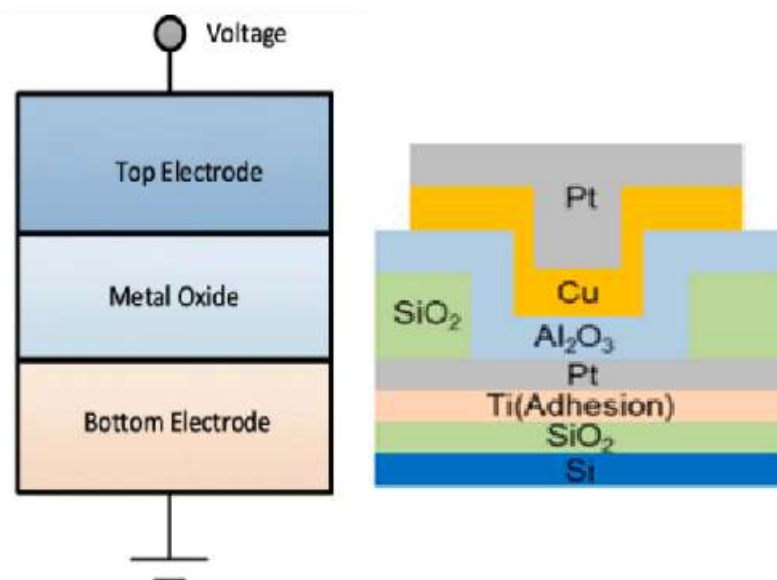 Voltage
Top Electrode
Metal Oxide
Bottom Electrode
Pt
Cu
SiO₂
Al₂O₃
Pt
Ti(Adhesion)
SiO₂
Si